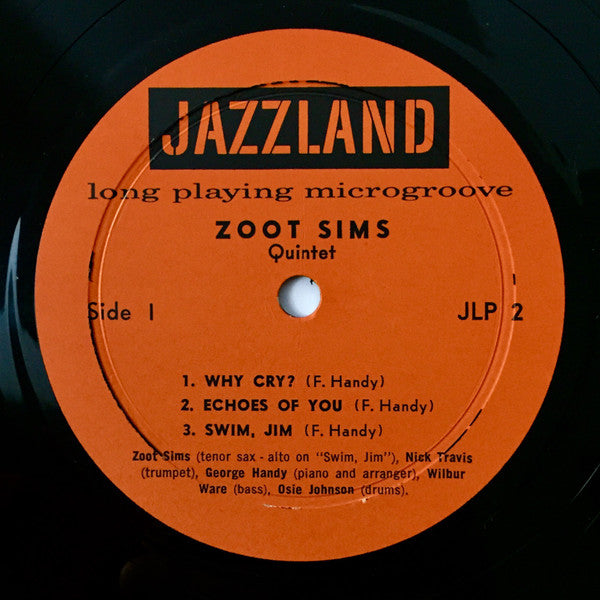 JAZZLAND
long playing microgroove
ZOOT SIMS
Quintet
Side 1 JLP 2
1. WHY CRY? (F. Handy)
2. ECHOES OF YOU (F. Handy)
3. SWIM, JIM (F. Handy)
Zoot Sims (tenor sax - alto on "Swim, Jim"), Nick Travis
(trumpet), George Handy (piano and arranger), Wilbur
Ware (bass), Osie Johnson (drums).